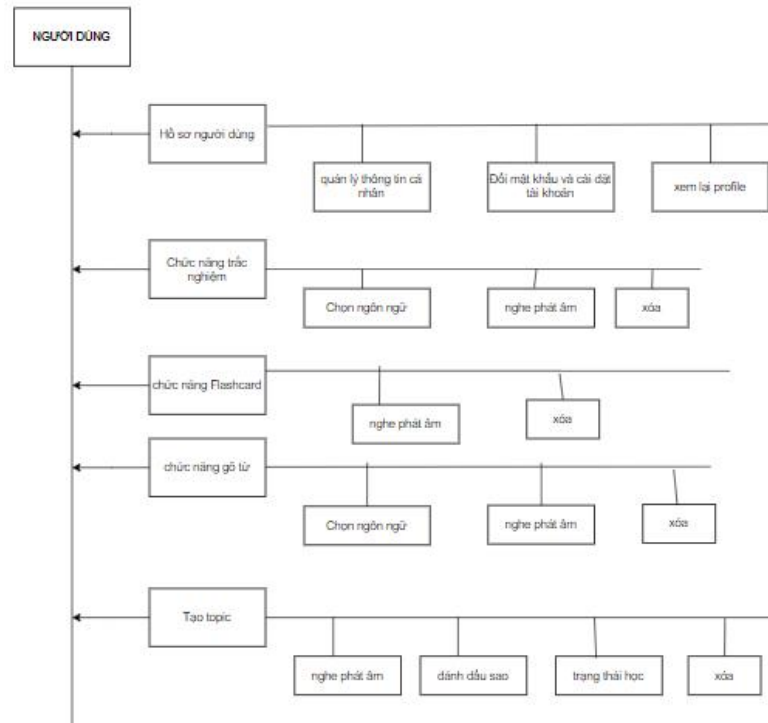 NGƯỜI DÙNG
Hồ sơ người dùng
quản lý thông tin cá
nhân
Đổi mật khẩu và cài đặt
tài khoản
xem lại profile
Chức năng trắc
nghiệm
Chọn ngôn ngữ
nghe phát âm
xóa
chức năng Flashcard
nghe phát âm
xóa
chức năng gõ từ
Chọn ngôn ngữ
nghe phát âm
xóa
Tạo topic
nghe phát âm
đánh dấu sao
trạng thái học
xóa